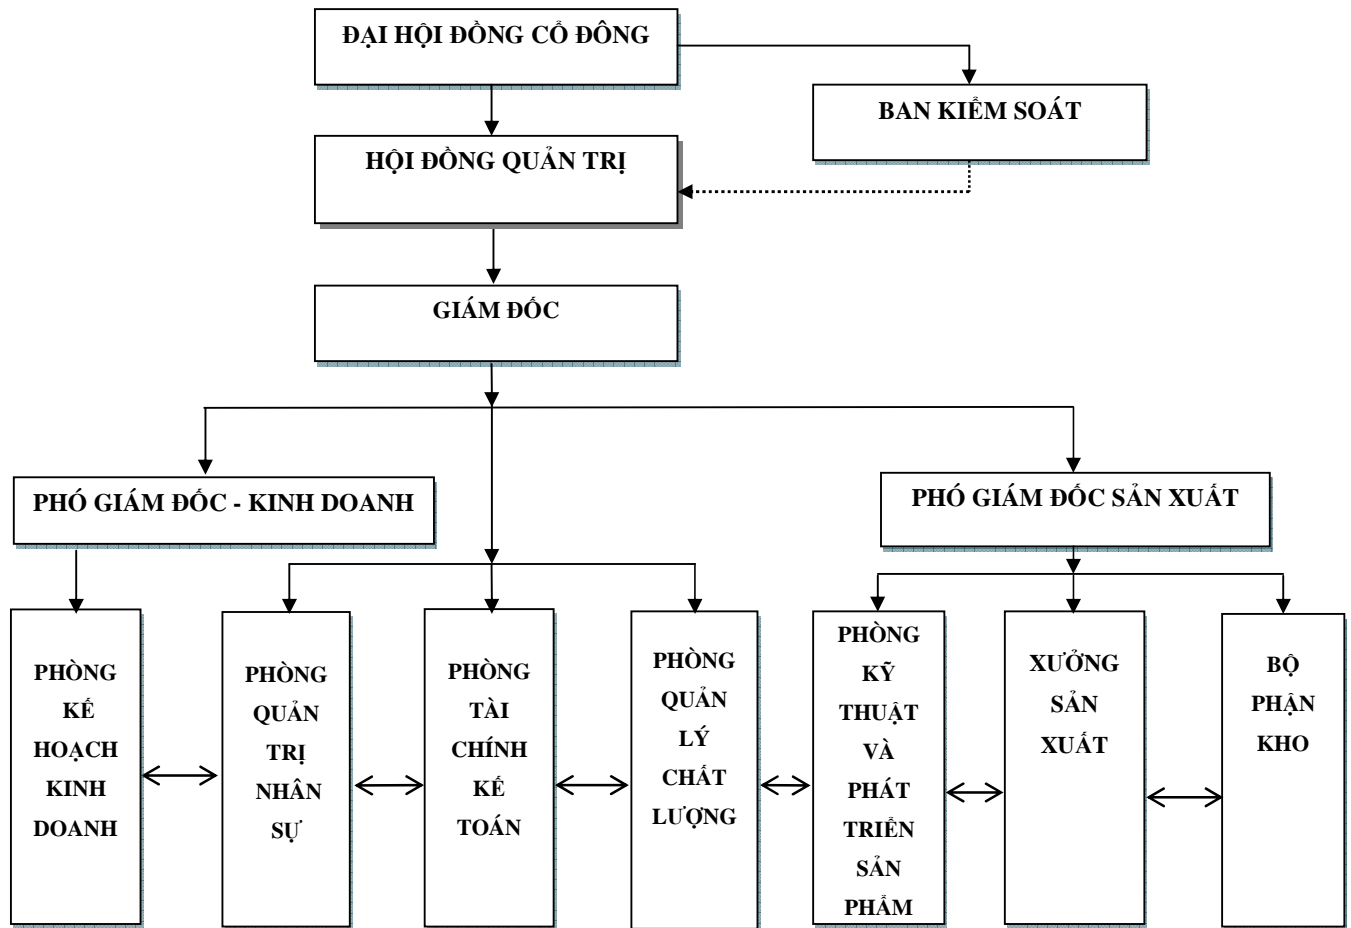 ĐẠI HỘI ĐỒNG CỔ ĐÔNG
BAN KIỂM SOÁT
HỘI ĐỒNG QUẢN TRỊ
GIÁM ĐỐC
PHÓ GIÁM ĐỐC - KINH DOANH
PHÓ GIÁM ĐỐC SẢN XUẤT
PHÒNG
KẾ
HOẠCH
KINH
DOANH
PHÒNG
QUẢN
TRỊ
NHÂN
SỰ
PHÒNG
TÀI
CHÍNH
KẾ
TOÁN
PHÒNG
QUẢN
LÝ
CHẤT
LƯỢNG
PHÒNG
KỸ
THUẬT
VÀ
PHÁT
TRIỂN
SẢN
PHẨM
XƯỞNG
SẢN
XUẤT
BỘ
PHẬN
KHO